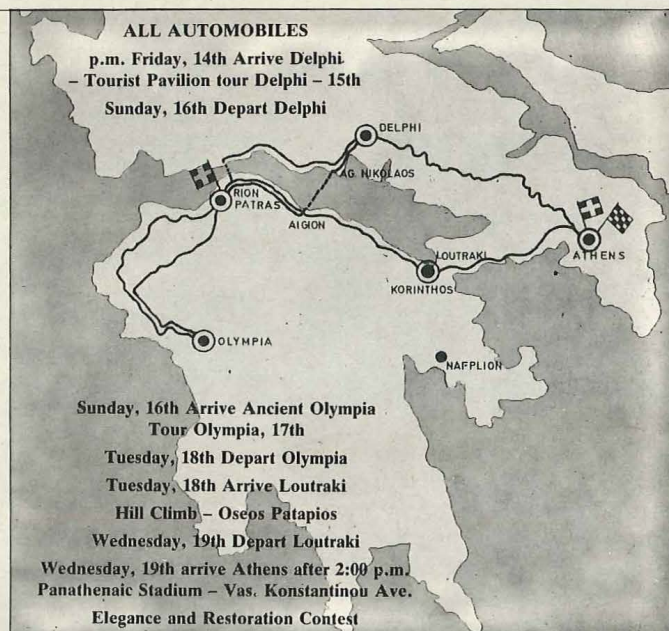 ALL AUTOMOBILES
p.m. Friday, 14th Arrive Delphi
– Tourist Pavilion tour Delphi – 15th
Sunday, 16th Depart Delphi
DELPHI
AG. NIKOLAOS
RION
PATRAS
AIGION
LOUTRAKI
ATHENS
KORINTHOS
OLYMPIA
NAFPLION
Sunday, 16th Arrive Ancient Olympia
Tour Olympia, 17th
Tuesday, 18th Depart Olympia
Tuesday, 18th Arrive Loutraki
Hill Climb – Oseos Patapios
Wednesday, 19th Depart Loutraki
Wednesday, 19th arrive Athens after 2:00 p.m.
Panathenaic Stadium – Vas. Konstantinou Ave.
Elegance and Restoration Contest